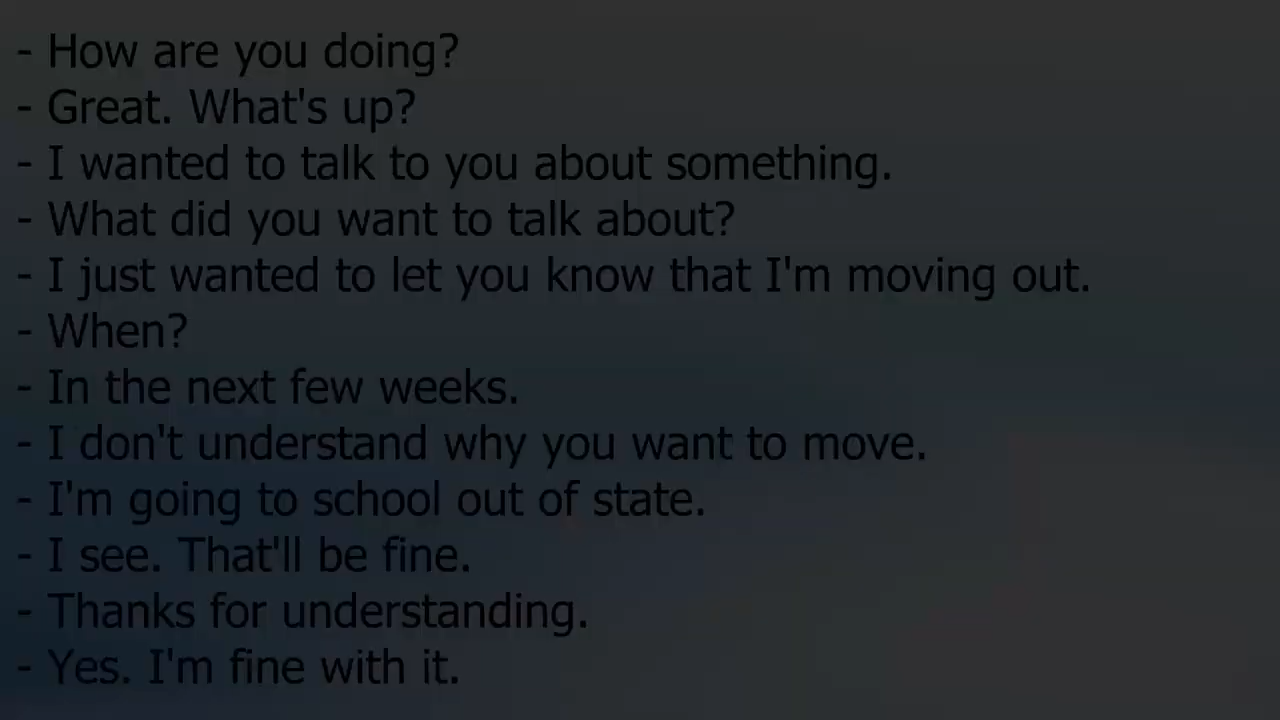 - How are you doing?
- Great. What's up?
- I wanted to talk to you about something.
- What did you want to talk about?
- I just wanted to let you know that I'm moving out.
- When?
- In the next few weeks.
- I don't understand why you want to move.
- I'm going to school out of state.
- I see. That'll be fine.
- Thanks for understanding.
- Yes. I'm fine with it.